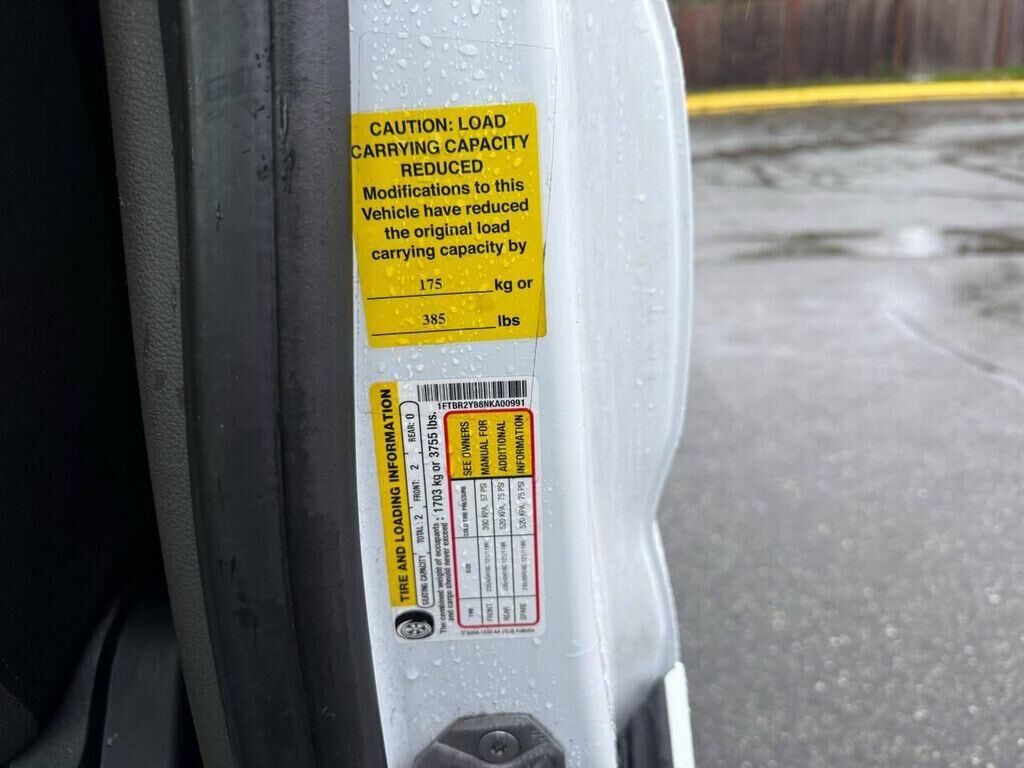 CAUTION: LOAD
CARRYING CAPACITY
REDUCED
Modifications to this
Vehicle have reduced
the original load
carrying capacity by
175 kg or
385 lbs
1FTBR2Y88NKA00991
TIRE AND LOADING INFORMATION
SEATING CAPACITY TOTAL: 2 FRONT: 2 REAR: 0
The combined weight of occupants
and cargo should never exceed : 1703 kg or 3755 lbs.
TIRE SIZE COLD TIRE PRESSURE
FRONT 390 KPA, 57 PSI
REAR 520 KPA, 75 PSI
SPARE 520 KPA, 75 PSI
SEE OWNERS
MANUAL FOR
ADDITIONAL
INFORMATION